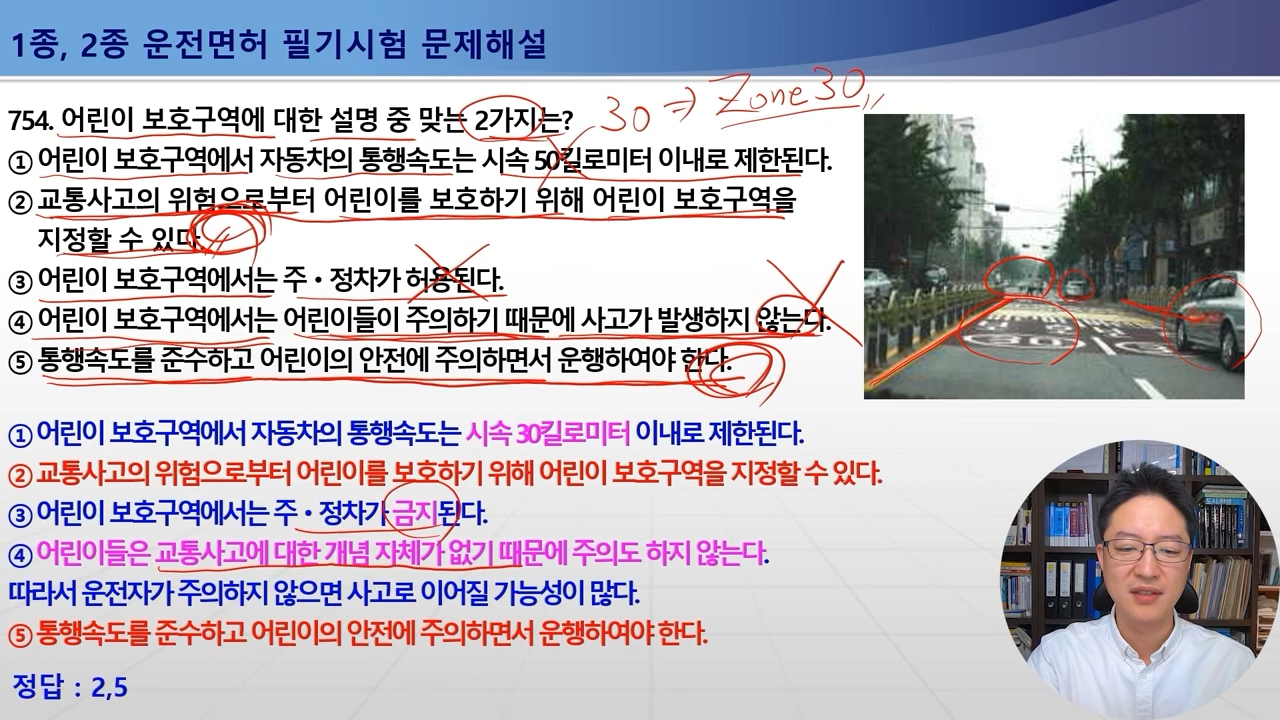 1종, 2종 운전면허 필기시험 문제해설
30 ⇒ Zone 30
754. 어린이 보호구역에 대한 설명 중 맞는 2가지는?
① 어린이 보호구역에서 자동차의 통행속도는 시속 50킬로미터 이내로 제한된다.
② 교통사고의 위험으로부터 어린이를 보호하기 위해 어린이 보호구역을
지정할 수 있다.
③ 어린이 보호구역에서는 주・정차가 허용된다.
④ 어린이 보호구역에서는 어린이들이 주의하기 때문에 사고가 발생하지 않는다.
⑤ 통행속도를 준수하고 어린이의 안전에 주의하면서 운행하여야 한다.
① 어린이 보호구역에서 자동차의 통행속도는 시속 30킬로미터 이내로 제한된다.
② 교통사고의 위험으로부터 어린이를 보호하기 위해 어린이 보호구역을 지정할 수 있다.
③ 어린이 보호구역에서는 주・정차가 금지된다.
④ 어린이들은 교통사고에 대한 개념 자체가 없기 때문에 주의도 하지 않는다.
따라서 운전자가 주의하지 않으면 사고로 이어질 가능성이 많다.
⑤ 통행속도를 준수하고 어린이의 안전에 주의하면서 운행하여야 한다.
정답 : 2,5